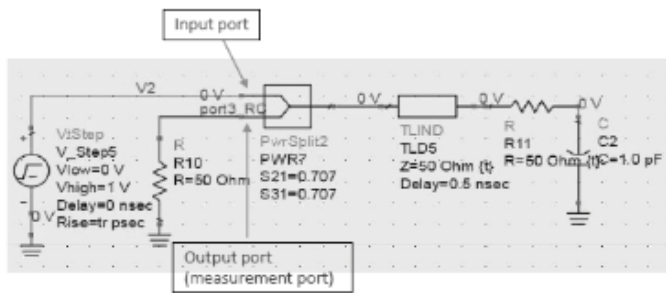 Input port
V2
0 V
port3_RC
0 V
0 V
0 V
VtStep
V_Step5
Vlow=0 V
Vhigh=1 V
Delay=0 nsec
Rise=tr psec
0 V
R
R10
R=50 Ohm
PwrSplit2
PWR7
S21=0.707
S31=0.707
TLIND
TLD5
Z=50 Ohm {t}
Delay=0.5 nsec
R
R11
R=50 Ohm {t}
C
C2
C=1.0 pF
Output port
(measurement port)